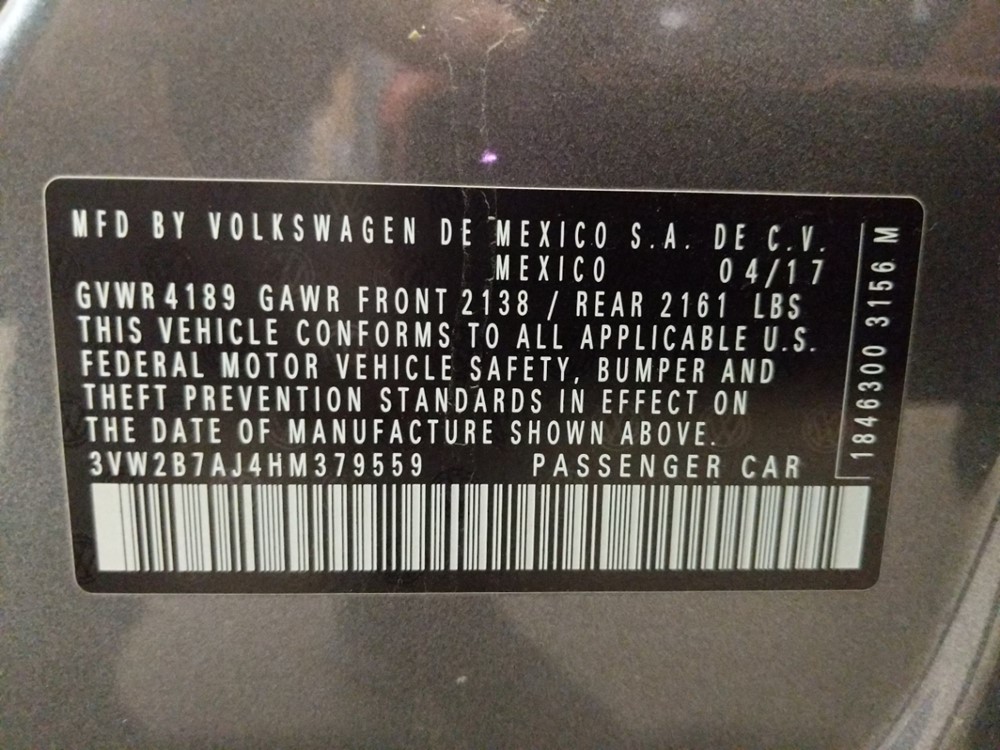 MFD BY VOLKSWAGEN DE MEXICO S.A. DE C.V.
MEXICO 04/17
GVWR 4189 GAWR FRONT 2138 / REAR 2161 LBS
THIS VEHICLE CONFORMS TO ALL APPLICABLE U.S.
FEDERAL MOTOR VEHICLE SAFETY, BUMPER AND
THEFT PREVENTION STANDARDS IN EFFECT ON
THE DATE OF MANUFACTURE SHOWN ABOVE.
3VW2B7AJ4HM379559 PASSENGER CAR
1846300 3156 M